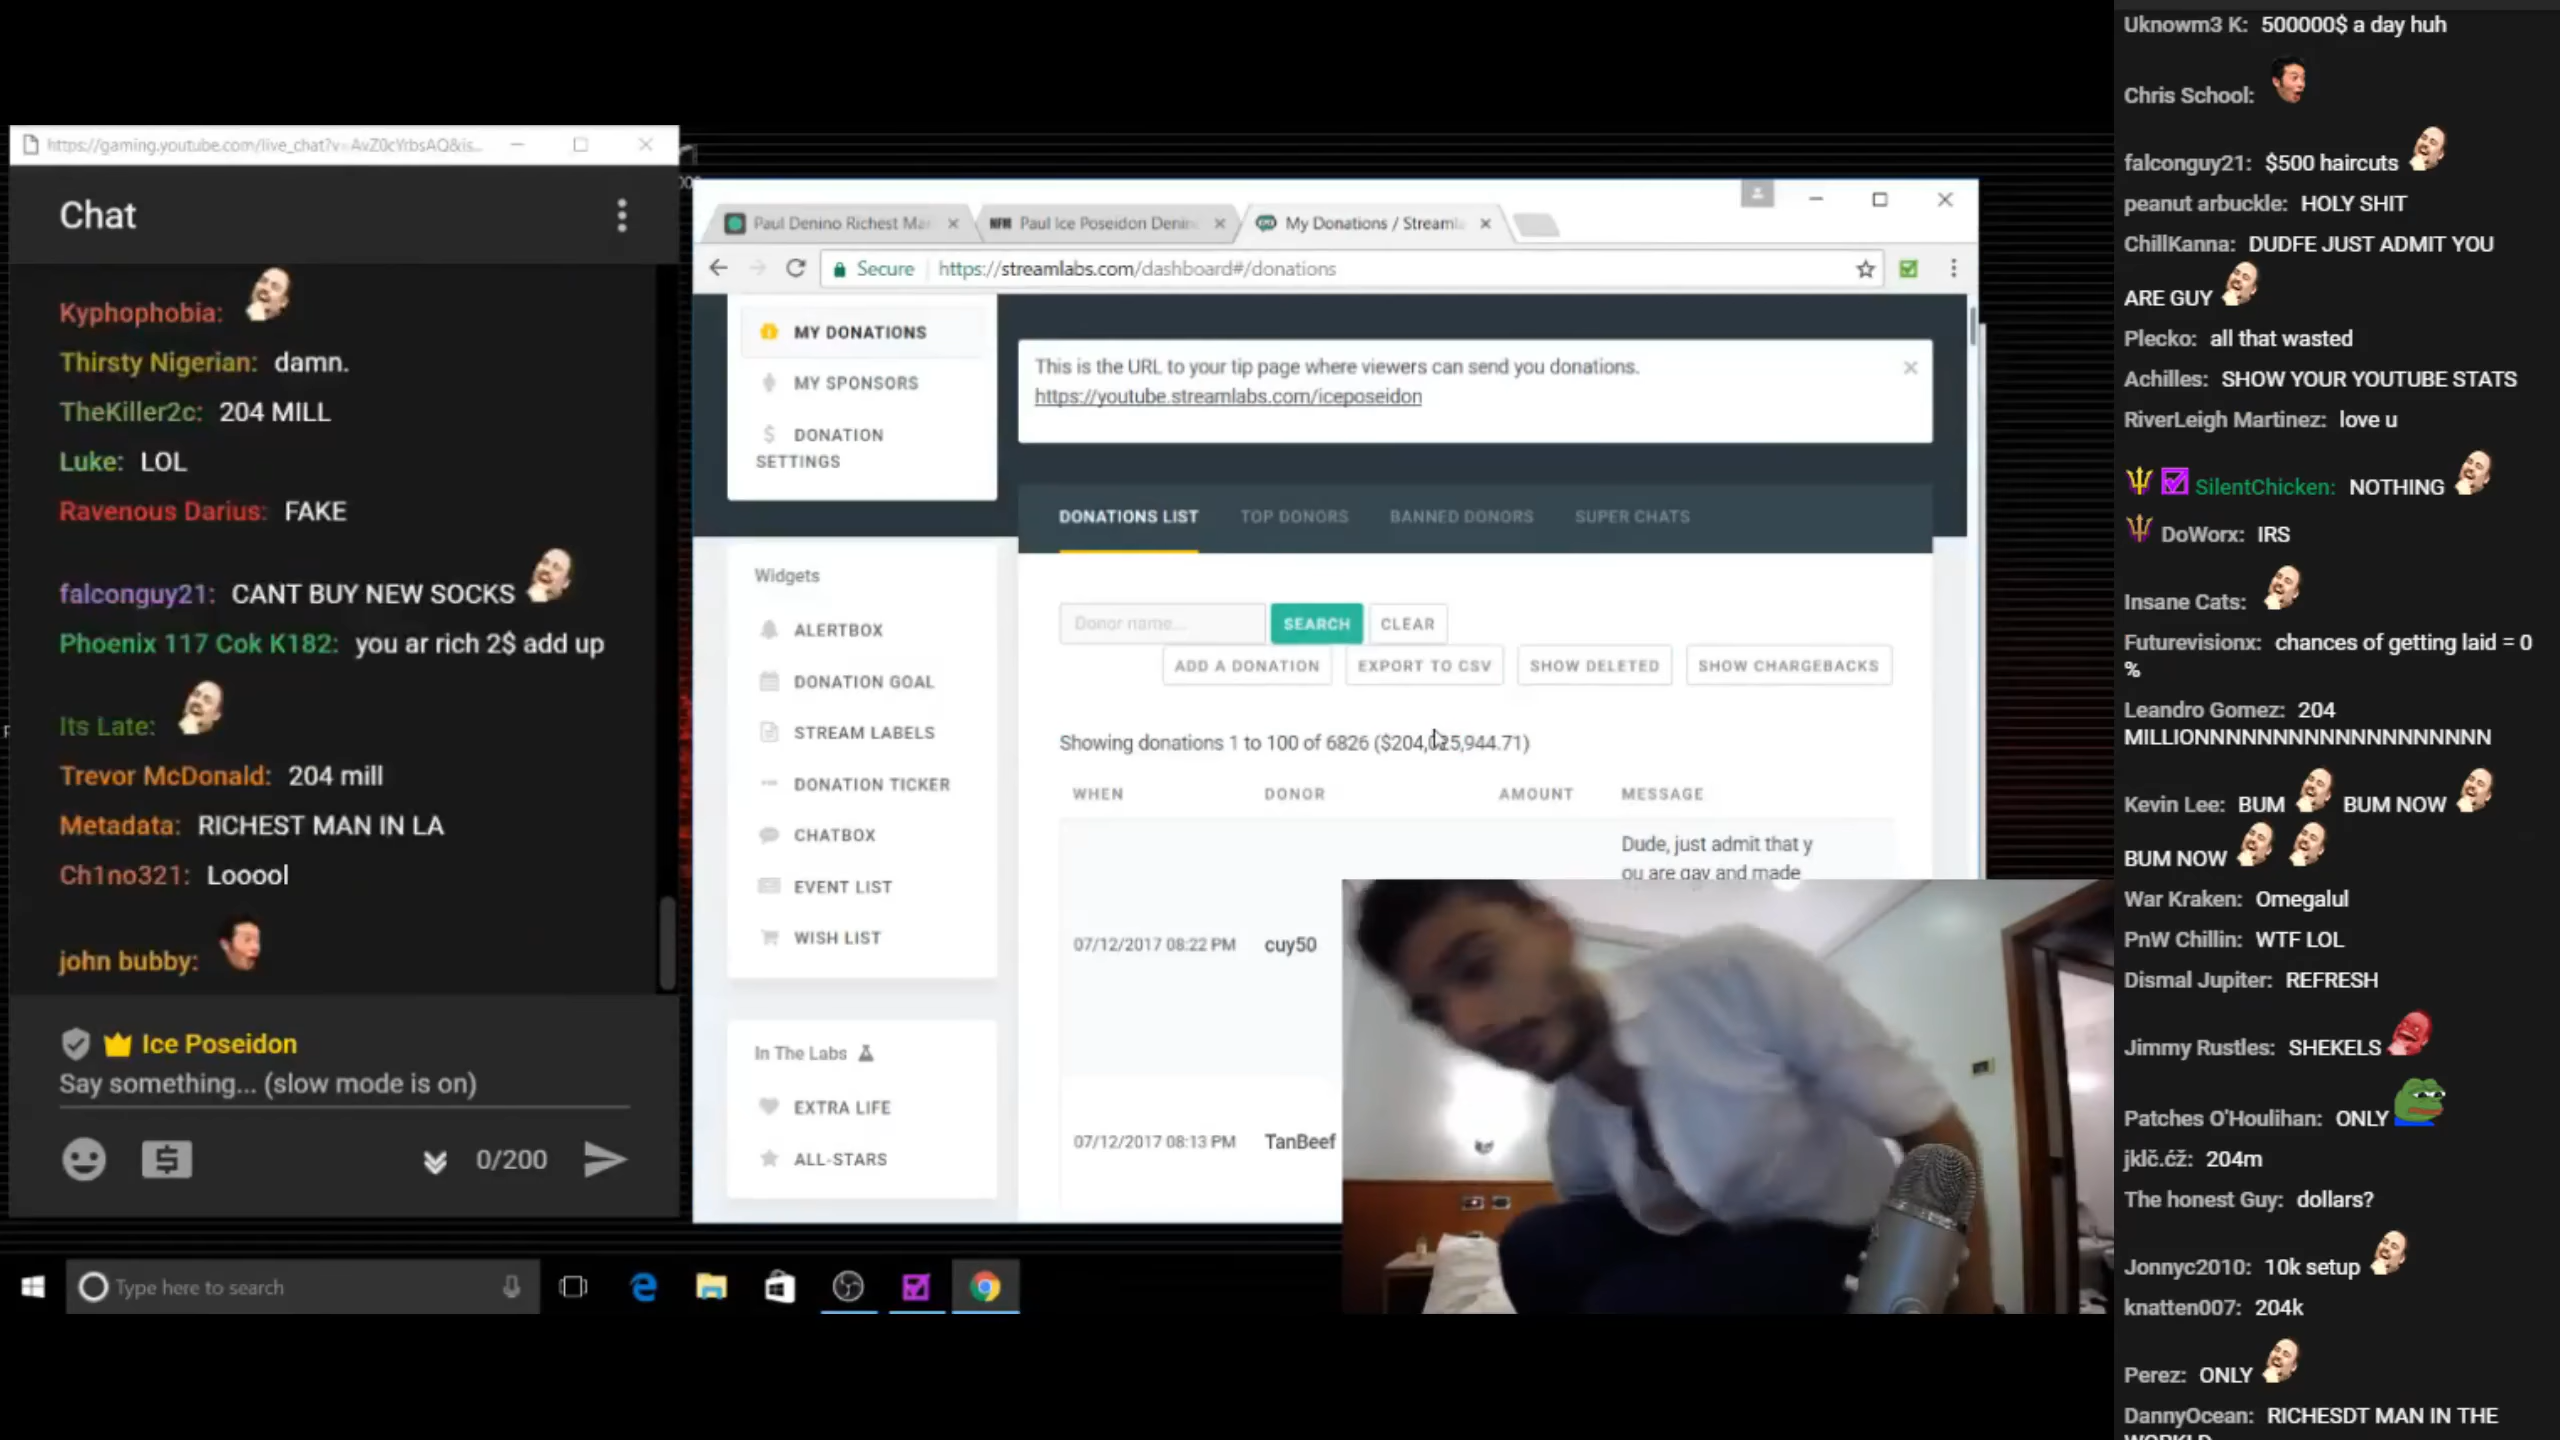 https://gaming.youtube.com/live_chat?v=AvZ0cYrbsAQ&is...
Chat
Kyphophobia:
Thirsty Nigerian: damn.
TheKiller2c: 204 MILL
Luke: LOL
Ravenous Darius: FAKE
falconguy21: CANT BUY NEW SOCKS
Phoenix 117 Cok K182: you ar rich 2$ add up
Its Late:
Trevor McDonald: 204 mill
Metadata: RICHEST MAN IN LA
Ch1no321: Looool
john bubby:
Ice Poseidon
Say something... (slow mode is on)
0/200
Type here to search
Paul Denino Richest Ma
Paul Ice Poseidon Denin
My Donations / Streamla
Secure https://streamlabs.com/dashboard#/donations
MY DONATIONS
MY SPONSORS
DONATION
SETTINGS
Widgets
ALERTBOX
DONATION GOAL
STREAM LABELS
DONATION TICKER
CHATBOX
EVENT LIST
WISH LIST
In The Labs
EXTRA LIFE
ALL-STARS
This is the URL to your tip page where viewers can send you donations.
https://youtube.streamlabs.com/iceposeidon
DONATIONS LIST TOP DONORS BANNED DONORS SUPER CHATS
Donor name... SEARCH CLEAR
ADD A DONATION EXPORT TO CSV SHOW DELETED SHOW CHARGEBACKS
Showing donations 1 to 100 of 6826
WHEN DONOR AMOUNT MESSAGE
Dude, just admit that y
ou are gay and made
07/12/2017 08:22 PM cuy50
07/12/2017 08:13 PM TanBeef
Uknowm3 K: 500000$ a day huh
Chris School:
falconguy21: $500 haircuts
peanut arbuckle: HOLY SHIT
ChillKanna: DUDFE JUST ADMIT YOU
ARE GUY
Plecko: all that wasted
Achilles: SHOW YOUR YOUTUBE STATS
RiverLeigh Martinez: love u
SilentChicken: NOTHING
DoWorx: IRS
Insane Cats:
Futurevisionx: chances of getting laid = 0
%
Leandro Gomez: 204
MILLIONNNNNNNNNNNNNNNNNNN
Kevin Lee: BUM BUM NOW
BUM NOW
War Kraken: Omegalul
PnW Chillin: WTF LOL
Dismal Jupiter: REFRESH
Jimmy Rustles: SHEKELS
Patches O'Houlihan: ONLY
jklč.ćž: 204m
The honest Guy: dollars?
Jonnyc2010: 10k setup
knatten007: 204k
Perez: ONLY
DannyOcean: RICHESDT MAN IN THE